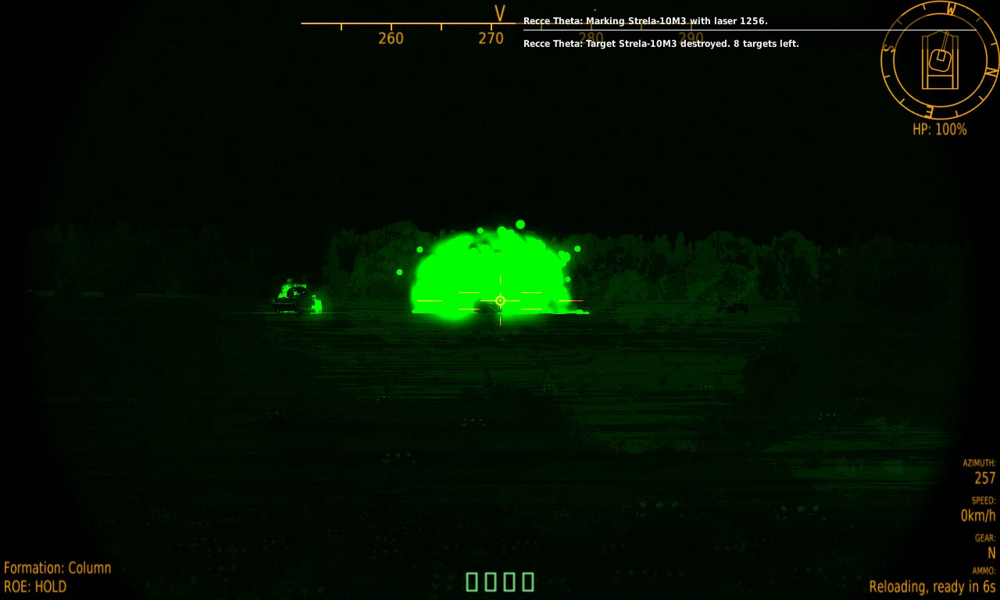 V
Recce Theta: Marking Strela-10M3 with laser 1256.
260 270 280 290
Recce Theta: Target Strela-10M3 destroyed. 8 targets left.
W
S
N
E
HP: 100%
AZIMUTH:
257
SPEED:
0km/h
GEAR:
N
AMMO:
Reloading, ready in 6s
Formation: Column
ROE: HOLD